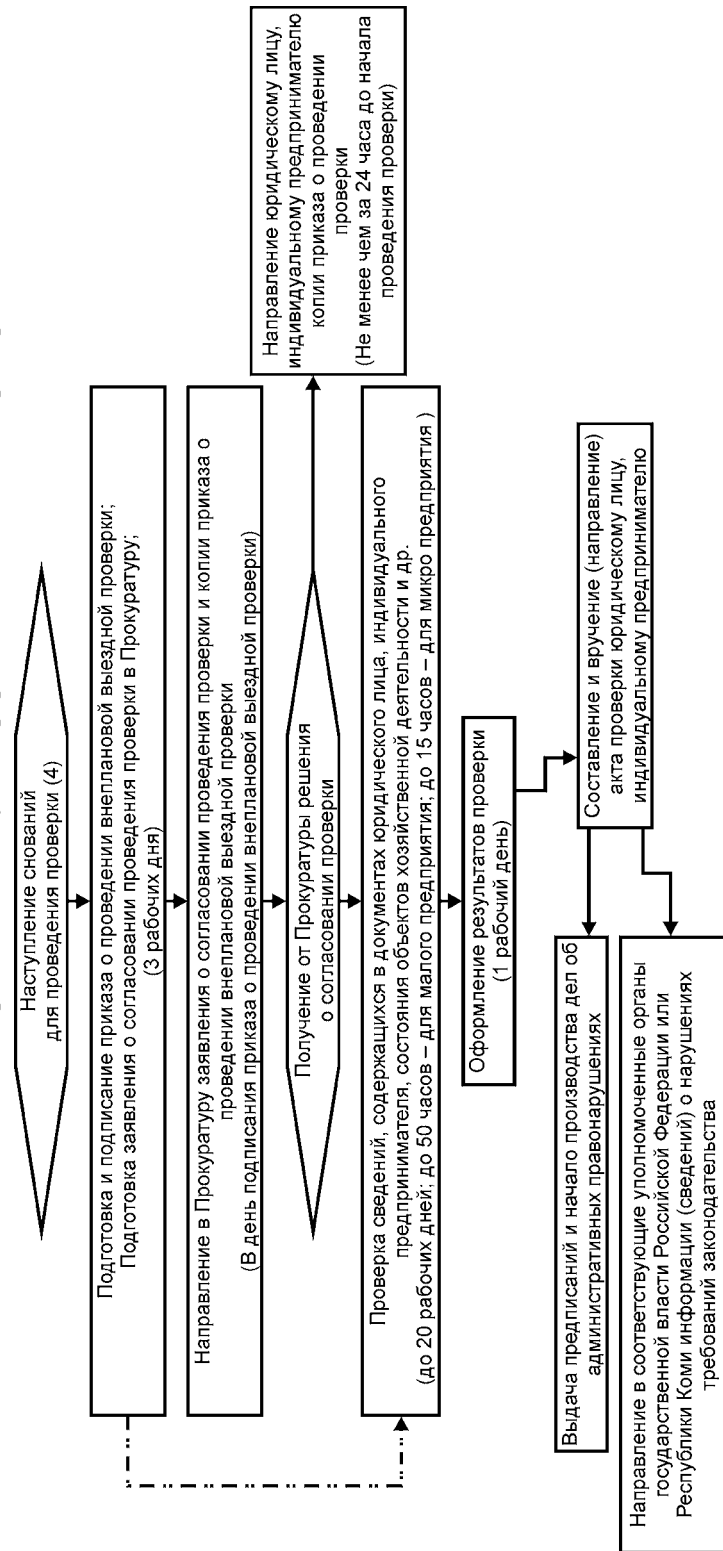 Наступление снований
для проведения проверки (4)
Подготовка и подписание приказа о проведении внеплановой выездной проверки;
Подготовка заявления о согласовании проведения проверки в Прокуратуру;
(3 рабочих дня)
Направление в Прокуратуру заявления о согласовании проведения проверки и копии приказа о
проведении внеплановой выездной проверки
(В день подписания приказа о проведении внеплановой выездной проверки)
Получение от Прокуратуры решения
о согласовании проверки
Направление юридическому лицу,
индивидуальному предпринимателю
копии приказа о проведении
проверки
(Не менее чем за 24 часа до начала
проведения проверки)
Проверка сведений, содержащихся в документах юридического лица, индивидуального
предпринимателя, состояния объектов хозяйственной деятельности и др.
(до 20 рабочих дней; до 50 часов – для малого предприятия; до 15 часов – для микро предприятия )
Оформление результатов проверки
(1 рабочий день)
Составление и вручение (направление)
акта проверки юридическому лицу,
индивидуальному предпринимателю
Выдача предписаний и начало производства дел об
административных правонарушениях
Направление в соответствующие уполномоченные органы
государственной власти Российской Федерации или
Республики Коми информации (сведений) о нарушениях
требований законодательства